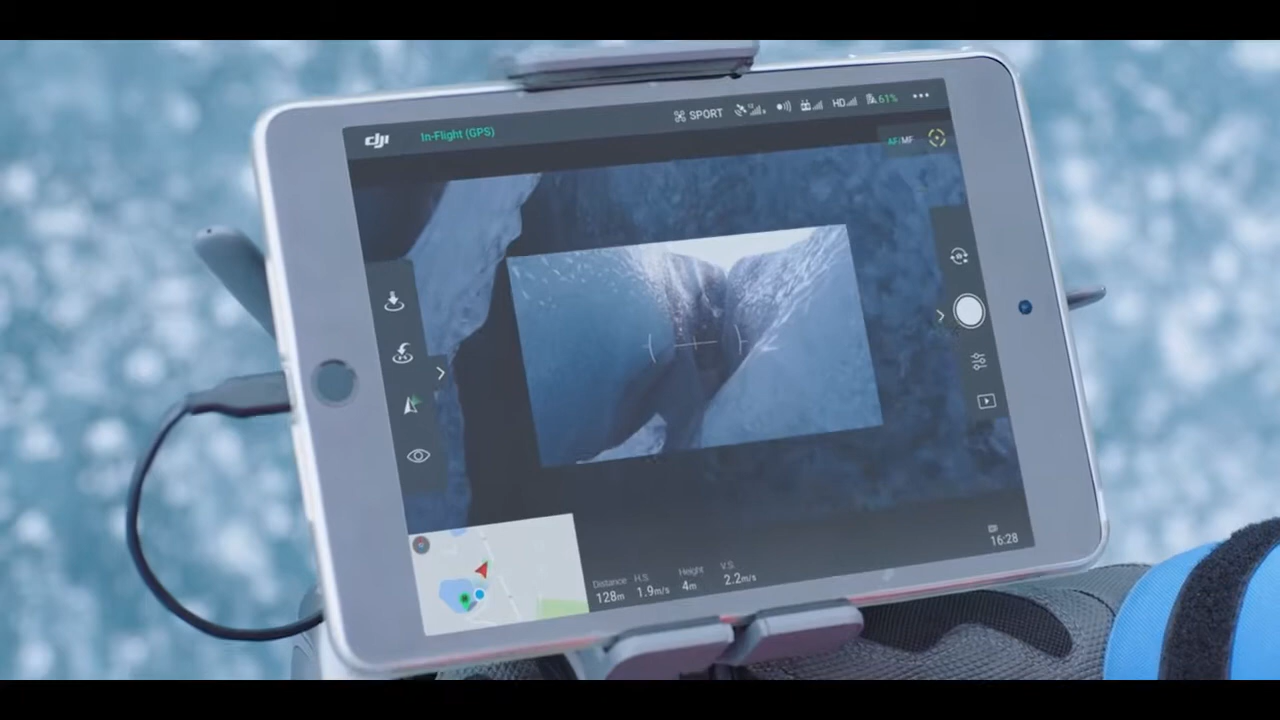 dji In-Flight (GPS) SPORT HD 61% •••
AF/MF
Distance H.S. Height V.S.
128m 1.9m/s 4m 2.2m/s
16:28